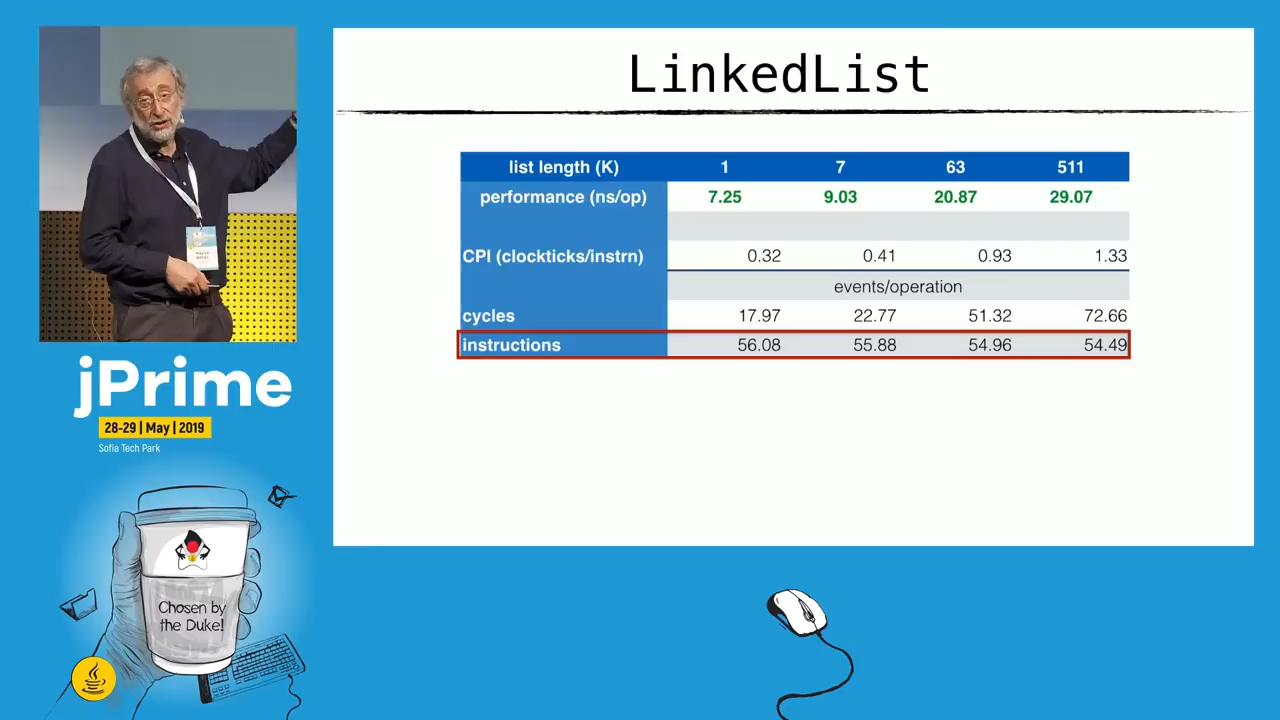 LinkedList
list length (K) 1 7 63 511
performance (ns/op) 7.25 9.03 20.87 29.07
CPI (clockticks/instrn) 0.32 0.41 0.93 1.33
events/operation
cycles 17.97 22.77 51.32 72.66
instructions 56.08 55.88 54.96 54.49
jPrime
28-29 | May | 2019
Sofia Tech Park
Chosen by
the Duke!